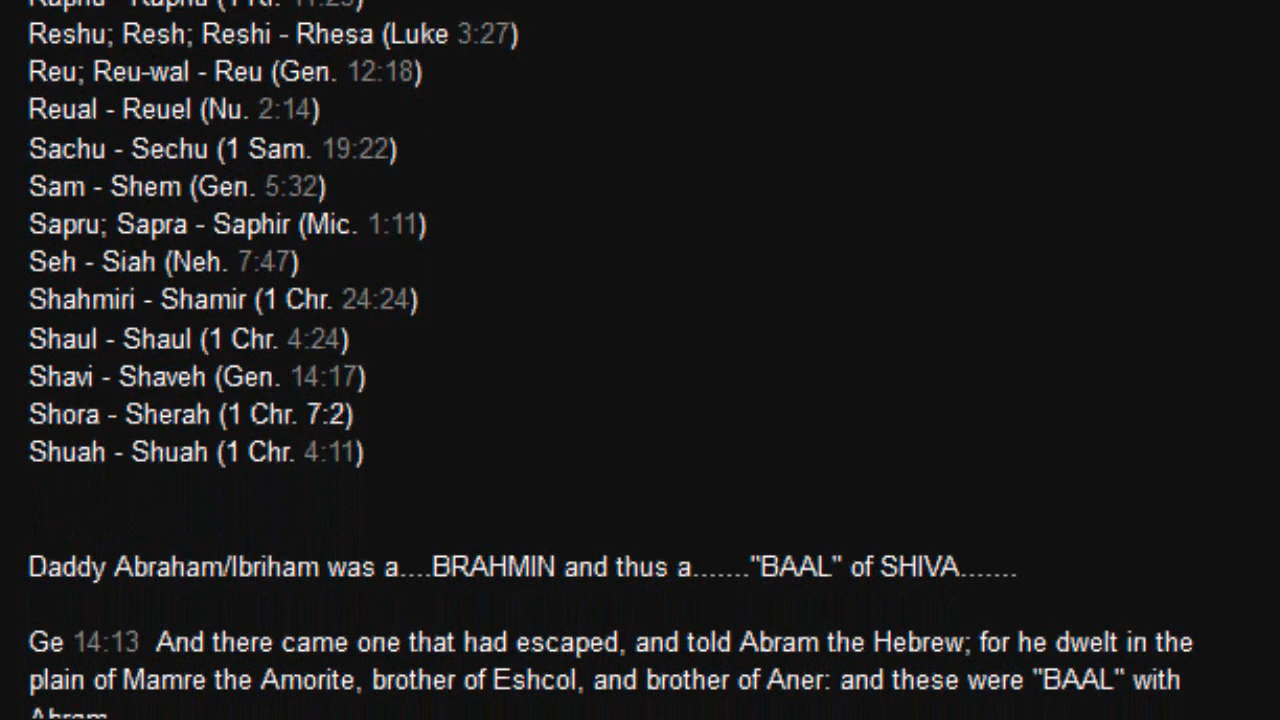 Reshu; Resh; Reshi - Rhesa (Luke 3:27)
Reu; Reu-wal - Reu (Gen. 12:18)
Reual - Reuel (Nu. 2:14)
Sachu - Sechu (1 Sam. 19:22)
Sam - Shem (Gen. 5:32)
Sapru; Sapra - Saphir (Mic. 1:11)
Seh - Siah (Neh. 7:47)
Shahmiri - Shamir (1 Chr. 24:24)
Shaul - Shaul (1 Chr. 4:24)
Shavi - Shaveh (Gen. 14:17)
Shora - Sherah (1 Chr. 7:2)
Shuah - Shuah (1 Chr. 4:11)
Daddy Abraham/Ibriham was a....BRAHMIN and thus a......."BAAL" of SHIVA.......
Ge 14:13 And there came one that had escaped, and told Abram the Hebrew; for he dwelt in the
plain of Mamre the Amorite, brother of Eshcol, and brother of Aner: and these were "BAAL" with
Abram